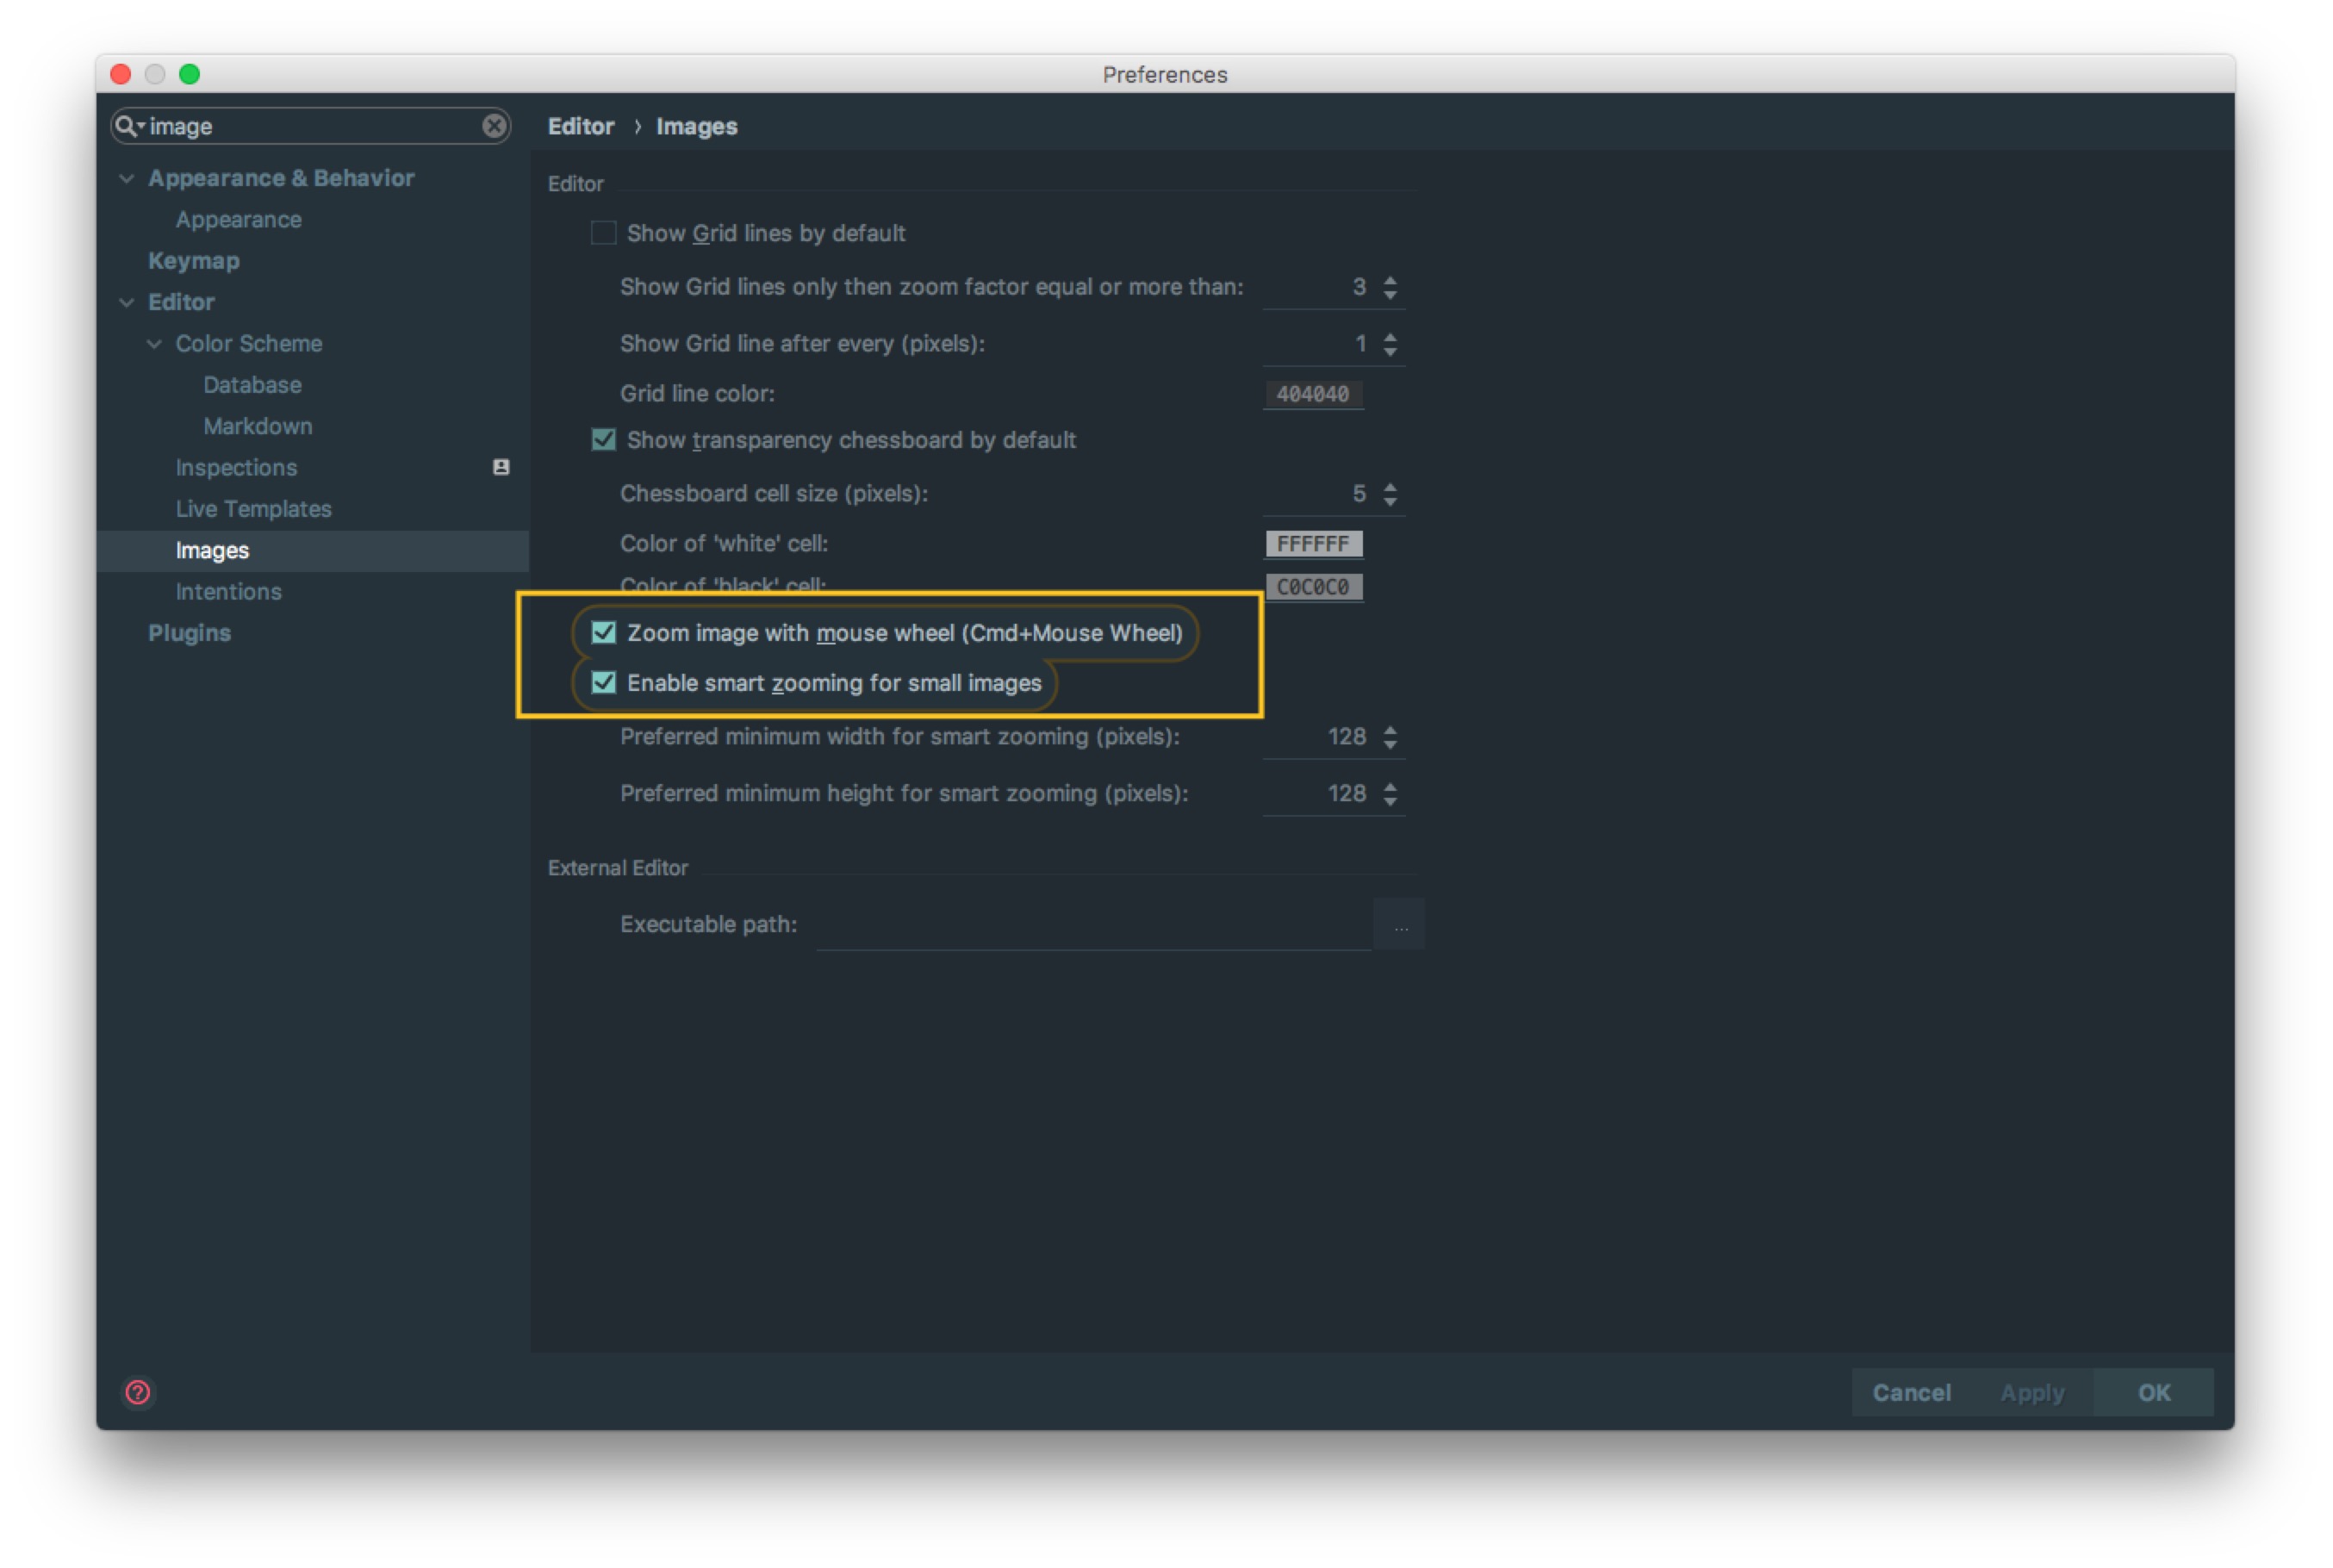 Preferences
image
Appearance & Behavior
Appearance
Keymap
Editor
Color Scheme
Database
Markdown
Inspections
Live Templates
Images
Intentions
Plugins
Editor › Images
Editor
Show Grid lines by default
Show Grid lines only then zoom factor equal or more than: 3
Show Grid line after every (pixels): 1
Grid line color: 404040
Show transparency chessboard by default
Chessboard cell size (pixels): 5
Color of 'white' cell: FFFFFF
Color of 'black' cell: C0C0C0
Zoom image with mouse wheel (Cmd+Mouse Wheel)
Enable smart zooming for small images
Preferred minimum width for smart zooming (pixels): 128
Preferred minimum height for smart zooming (pixels): 128
External Editor
Executable path: ...
? Cancel Apply OK